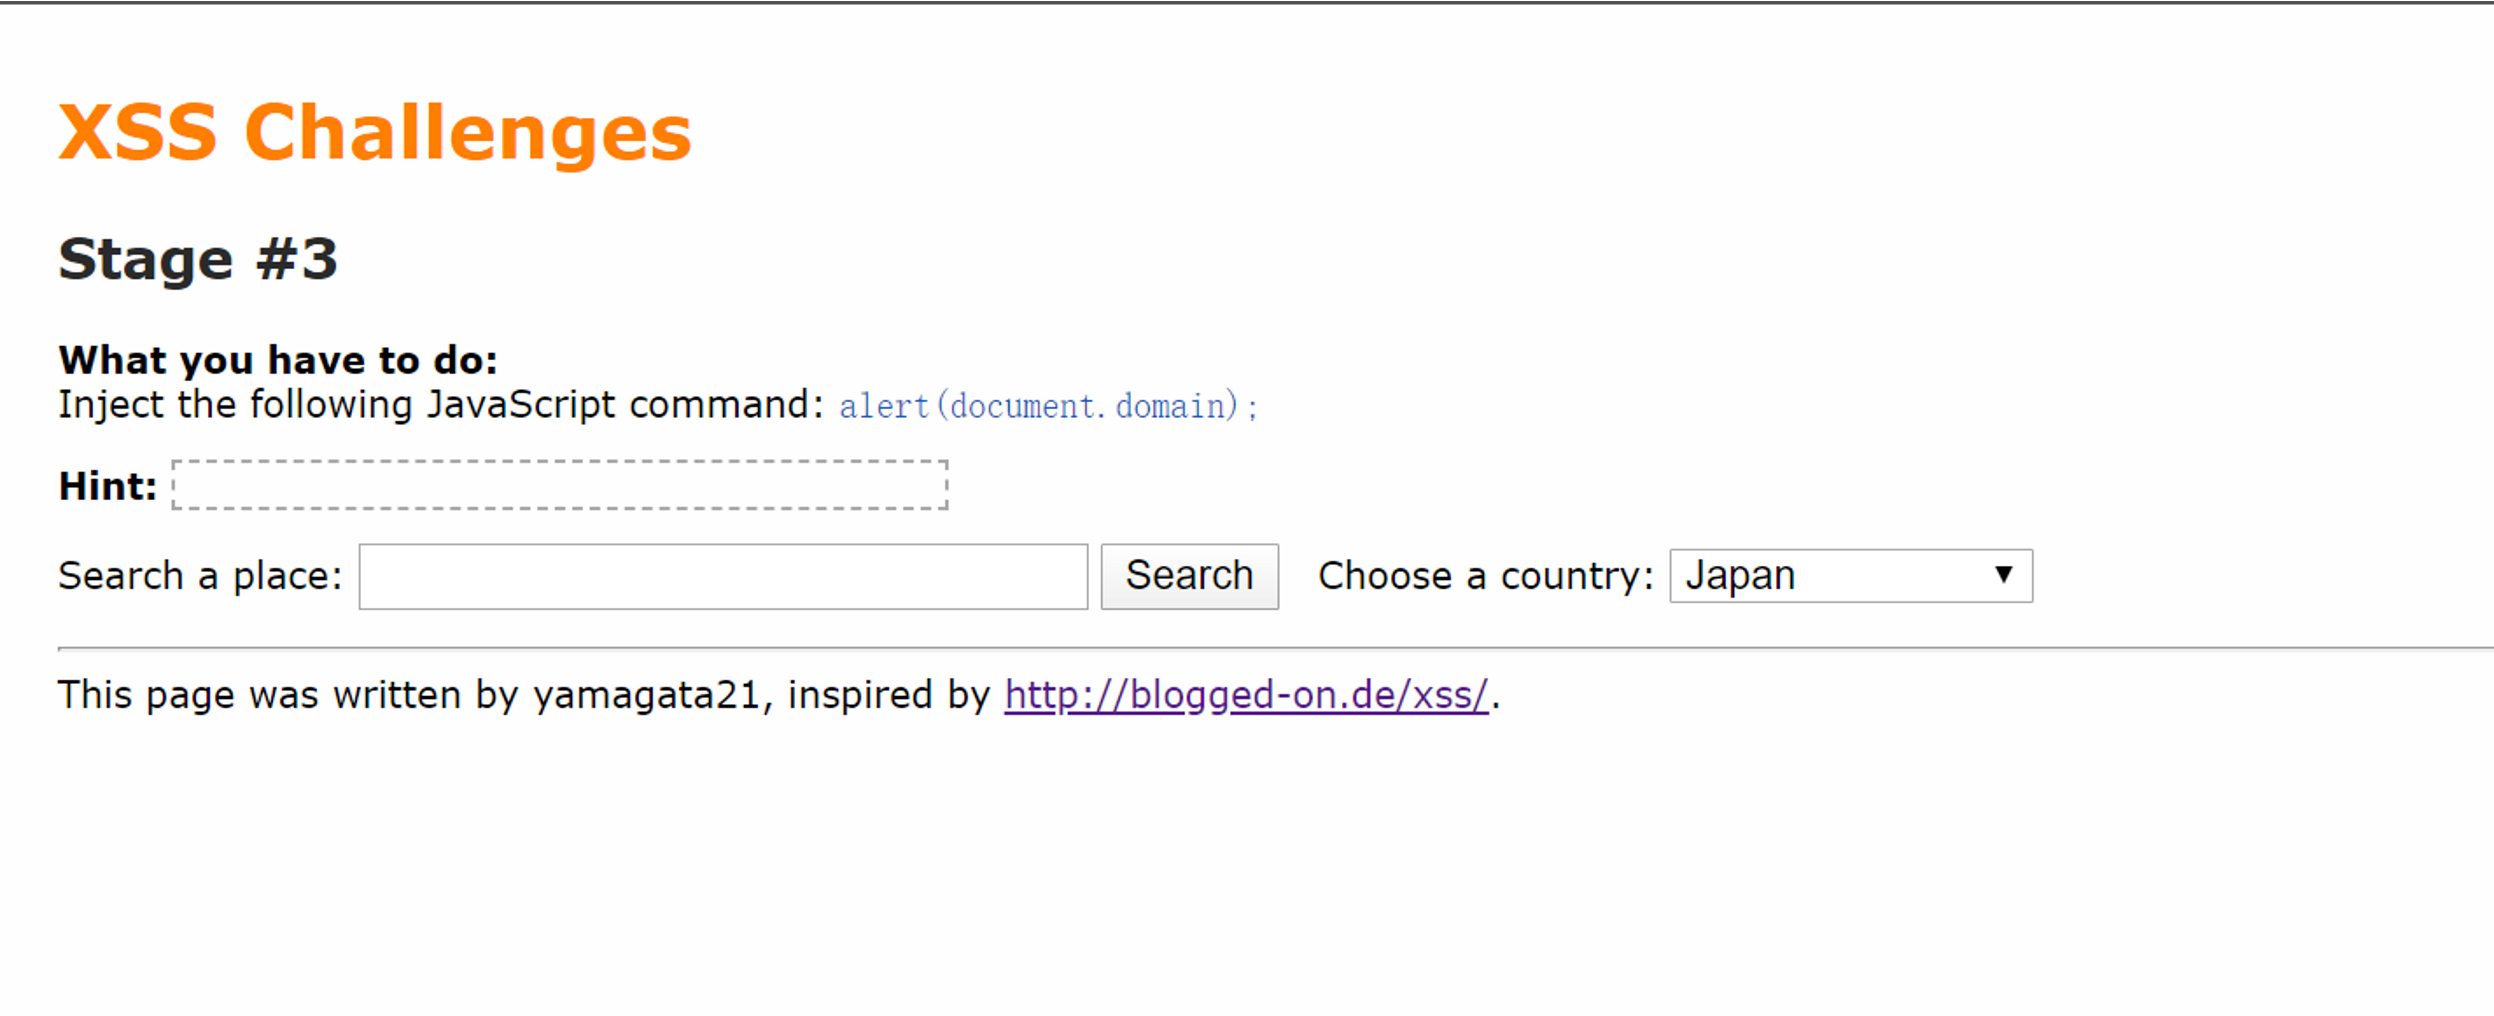 XSS Challenges
Stage #3
What you have to do:
Inject the following JavaScript command: alert(document.domain);
Hint:
Search a place: Search Choose a country: Japan
This page was written by yamagata21, inspired by http://blogged-on.de/xss/.